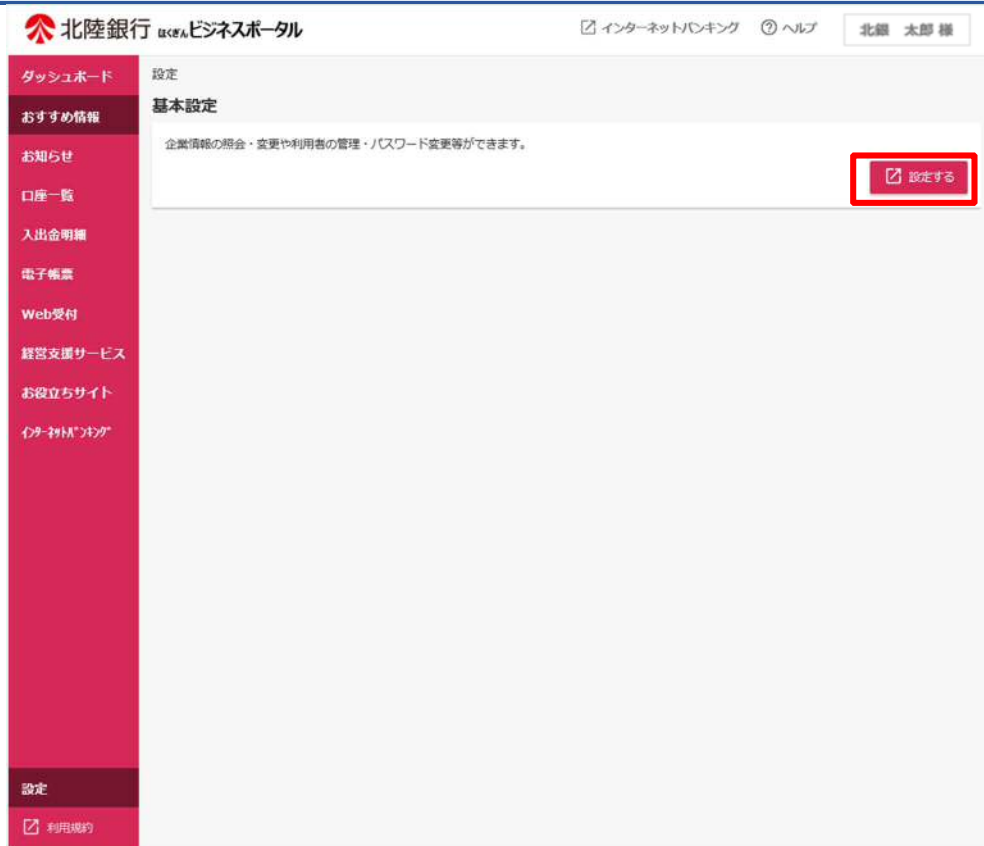 北陸銀行 ほくぎんビジネスポータル
インターネットバンキング ヘルプ 北銀 太郎 様
ダッシュボード
おすすめ情報
お知らせ
口座一覧
入出金明細
電子帳票
Web受付
経営支援サービス
お役立ちサイト
ｲﾝﾀｰﾈｯﾄﾊﾞﾝｷﾝｸﾞ
設定
利用規約
設定
基本設定
企業情報の照会・変更や利用者の管理・パスワード変更等ができます。
設定する